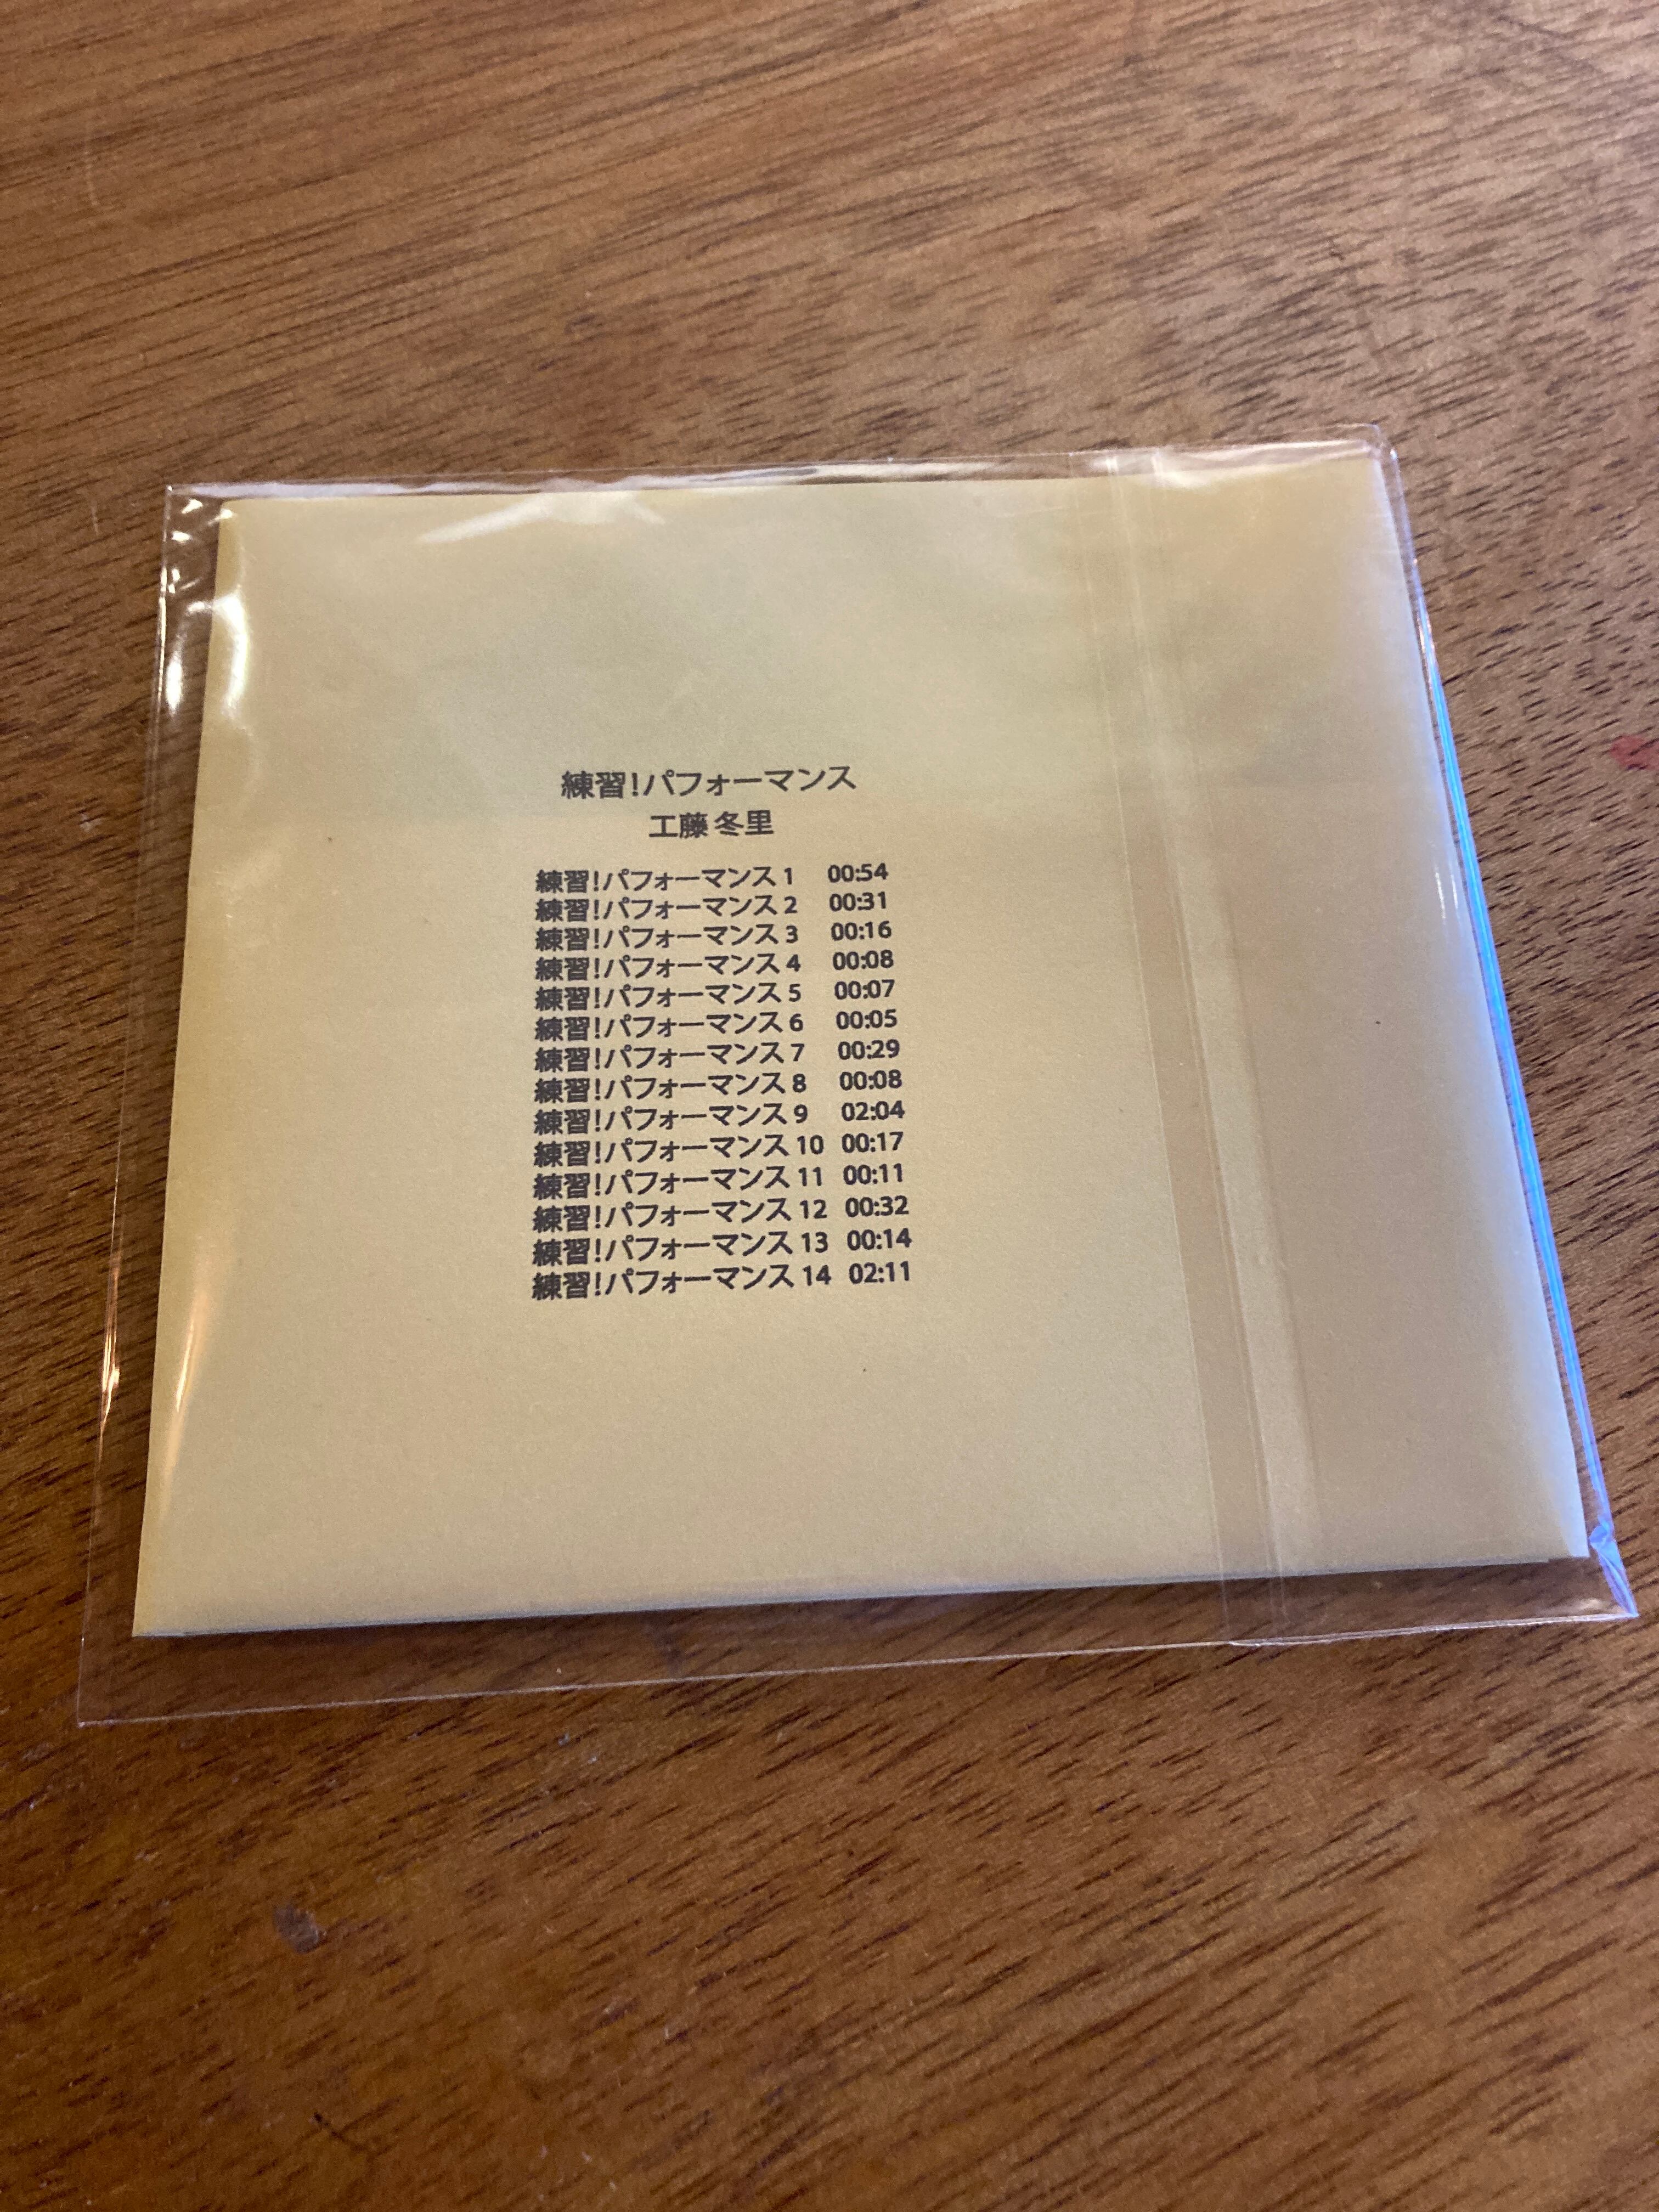 練習!パフォーマンス
工藤 冬里
練習!パフォーマンス 1 00:54
練習!パフォーマンス 2 00:31
練習!パフォーマンス 3 00:16
練習!パフォーマンス 4 00:08
練習!パフォーマンス 5 00:07
練習!パフォーマンス 6 00:05
練習!パフォーマンス 7 00:29
練習!パフォーマンス 8 00:08
練習!パフォーマンス 9 02:04
練習!パフォーマンス 10 00:17
練習!パフォーマンス 11 00:11
練習!パフォーマンス 12 00:32
練習!パフォーマンス 13 00:14
練習!パフォーマンス 14 02:11